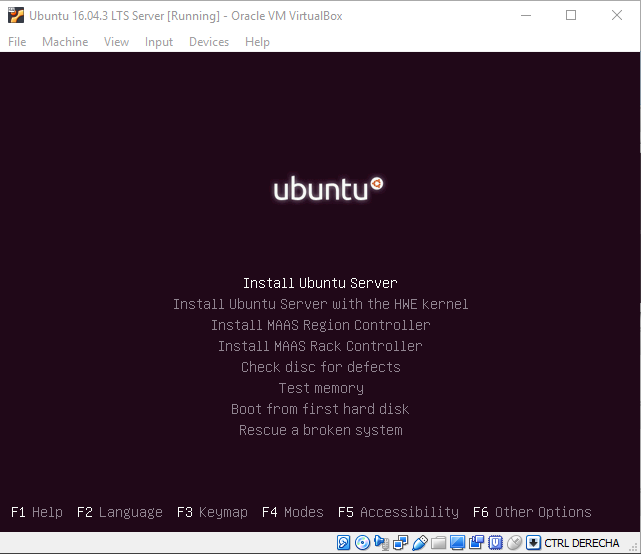 Ubuntu 16.04.3 LTS Server [Running] - Oracle VM VirtualBox
File Machine View Input Devices Help
ubuntu
Install Ubuntu Server
Install Ubuntu Server with the HWE kernel
Install MAAS Region Controller
Install MAAS Rack Controller
Check disc for defects
Test memory
Boot from first hard disk
Rescue a broken system
F1 Help F2 Language F3 Keymap F4 Modes F5 Accessibility F6 Other Options
CTRL DERECHA